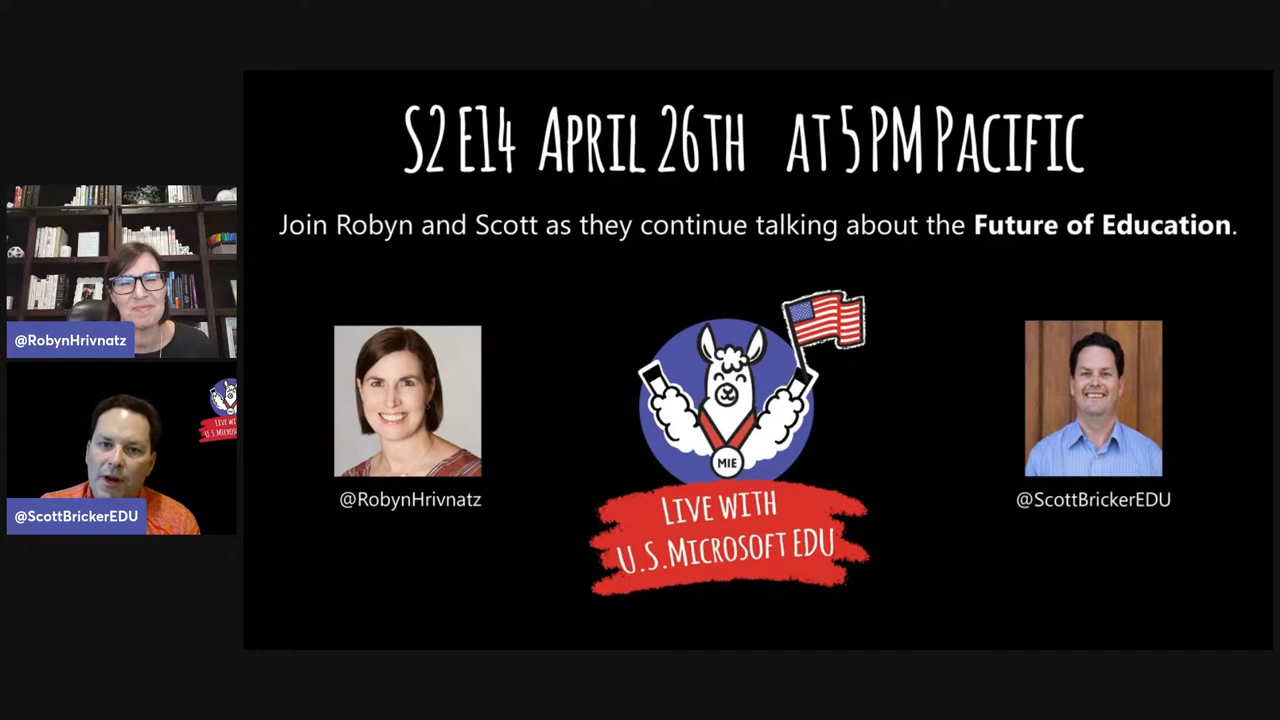 S2 E14 April 26th at 5 PM Pacific
Join Robyn and Scott as they continue talking about the Future of Education.
@RobynHrivnatz
@ScottBrickerEDU
@RobynHrivnatz
MIE
Live with
U.S. Microsoft EDU
@ScottBrickerEDU